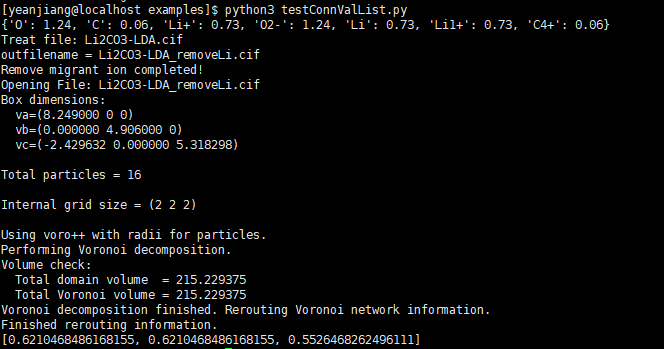 [yeanjiang@localhost examples]$ python3 testConnValList.py
{'O': 1.24, 'C': 0.06, 'Li+': 0.73, 'O2-': 1.24, 'Li': 0.73, 'Li1+': 0.73, 'C4+': 0.06}
Treat file: Li2CO3-LDA.cif
outfilename = Li2CO3-LDA_removeLi.cif
Remove migrant ion completed!
Opening File: Li2CO3-LDA_removeLi.cif
Box dimensions:
  va=(8.249000 0 0)
  vb=(0.000000 4.906000 0)
  vc=(-2.429632 0.000000 5.318298)

Total particles = 16

Internal grid size = (2 2 2)

Using voro++ with radii for particles.
Performing Voronoi decomposition.
Volume check:
  Total domain volume  = 215.229375
  Total Voronoi volume = 215.229375
Voronoi decomposition finished. Rerouting Voronoi network information.
Finished rerouting information.
[0.6210468486168155, 0.6210468486168155, 0.5526468262496111]